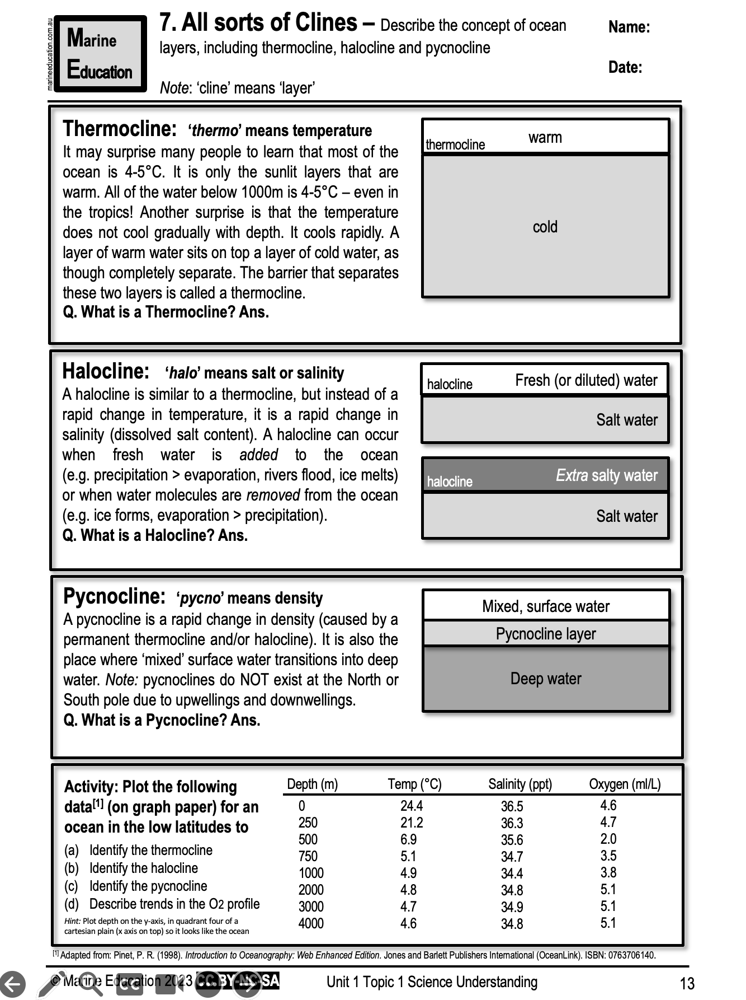 marineeducation.com.au
Marine
Education
7. All sorts of Clines – Describe the concept of ocean
layers, including thermocline, halocline and pycnocline
Note: ‘cline’ means ‘layer’
Name:
Date:
Thermocline: ‘thermo’ means temperature
It may surprise many people to learn that most of the
ocean is 4-5°C. It is only the sunlit layers that are
warm. All of the water below 1000m is 4-5°C – even in
the tropics! Another surprise is that the temperature
does not cool gradually with depth. It cools rapidly. A
layer of warm water sits on top a layer of cold water, as
though completely separate. The barrier that separates
these two layers is called a thermocline.
Q. What is a Thermocline? Ans.
warm
thermocline
cold
Halocline: ‘halo’ means salt or salinity
A halocline is similar to a thermocline, but instead of a
rapid change in temperature, it is a rapid change in
salinity (dissolved salt content). A halocline can occur
when fresh water is added to the ocean
(e.g. precipitation > evaporation, rivers flood, ice melts)
or when water molecules are removed from the ocean
(e.g. ice forms, evaporation > precipitation).
Q. What is a Halocline? Ans.
halocline Fresh (or diluted) water
Salt water
halocline Extra salty water
Salt water
Pycnocline: ‘pycno’ means density
A pycnocline is a rapid change in density (caused by a
permanent thermocline and/or halocline). It is also the
place where ‘mixed’ surface water transitions into deep
water. Note: pycnoclines do NOT exist at the North or
South pole due to upwellings and downwellings.
Q. What is a Pycnocline? Ans.
Mixed, surface water
Pycnocline layer
Deep water
Activity: Plot the following
data[1] (on graph paper) for an
ocean in the low latitudes to
(a) Identify the thermocline
(b) Identify the halocline
(c) Identify the pycnocline
(d) Describe trends in the O2 profile
Hint: Plot depth on the y-axis, in quadrant four of a
cartesian plain (x axis on top) so it looks like the ocean
Depth (m) Temp (°C) Salinity (ppt) Oxygen (ml/L)
0 24.4 36.5 4.6
250 21.2 36.3 4.7
500 6.9 35.6 2.0
750 5.1 34.7 3.5
1000 4.9 34.4 3.8
2000 4.8 34.8 5.1
3000 4.7 34.9 5.1
4000 4.6 34.8 5.1
[1] Adapted from: Pinet, P. R. (1998). Introduction to Oceanography: Web Enhanced Edition. Jones and Barlett Publishers International (OceanLink). ISBN: 0763706140.
© Marine Education 2023 CC BY-NC-SA Unit 1 Topic 1 Science Understanding 13
CC